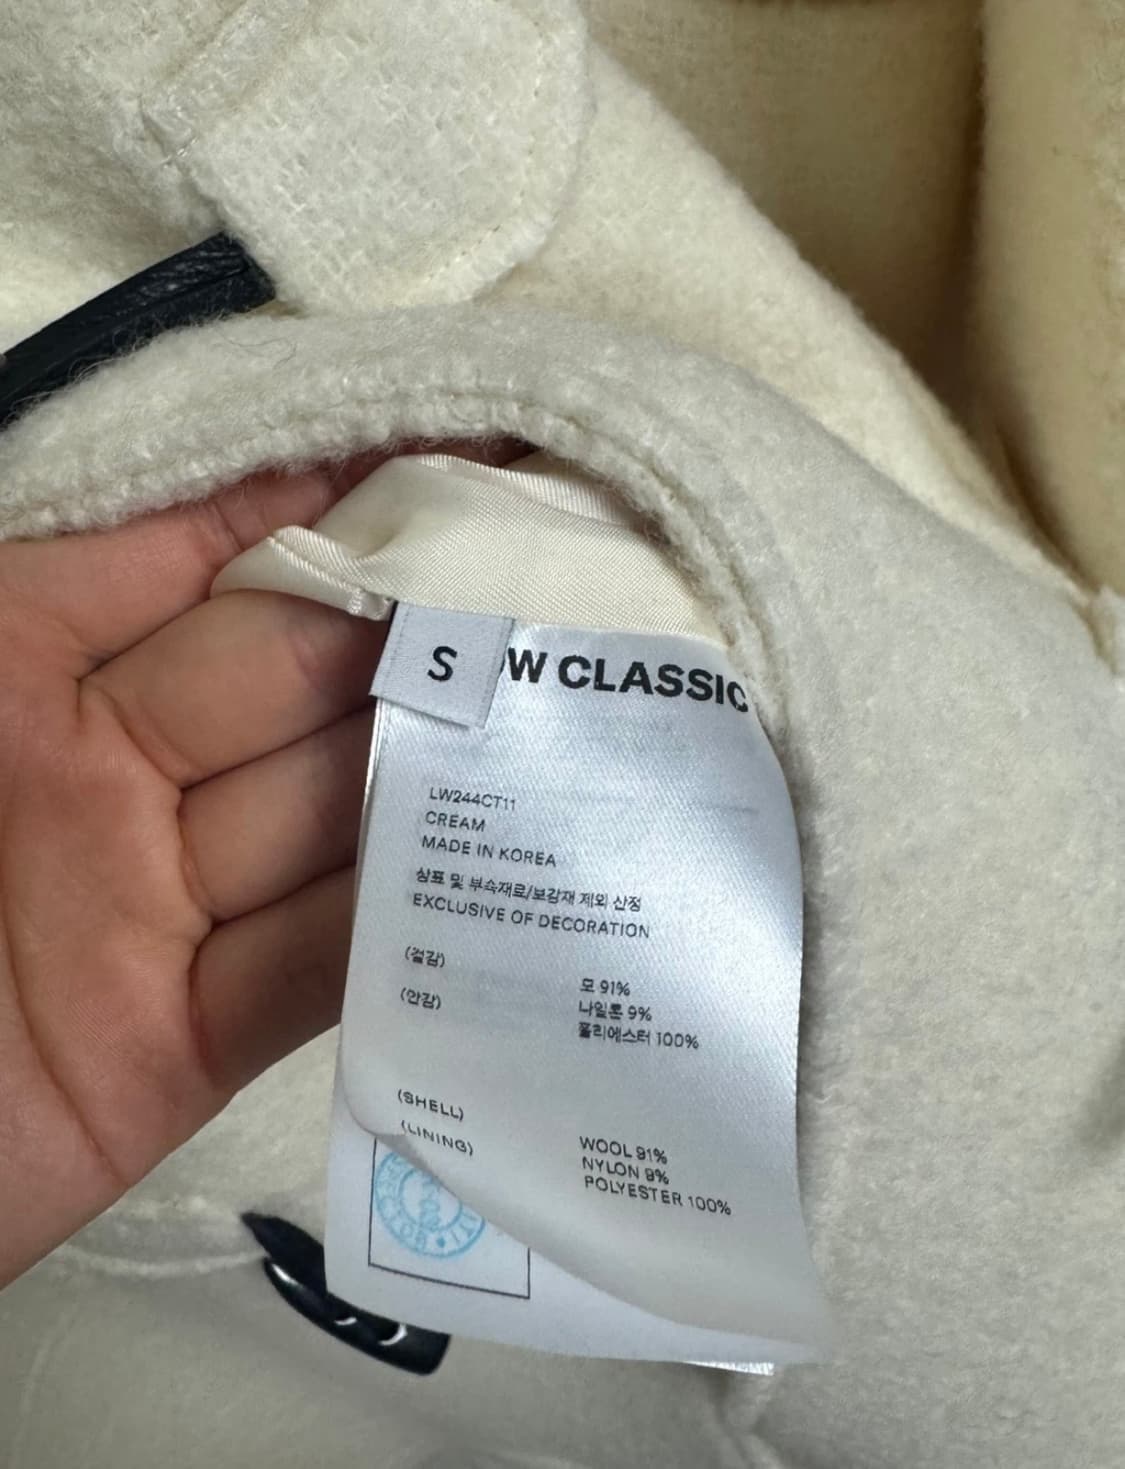 S
W CLASSIC
LW244CT11
CREAM
MADE IN KOREA
상표 및 부속재료/보강재 제외 산정
EXCLUSIVE OF DECORATION
(겉감)
모 91%
나일론 9%
(안감)
폴리에스터 100%
(SHELL)
WOOL 91%
NYLON 9%
(LINING)
POLYESTER 100%